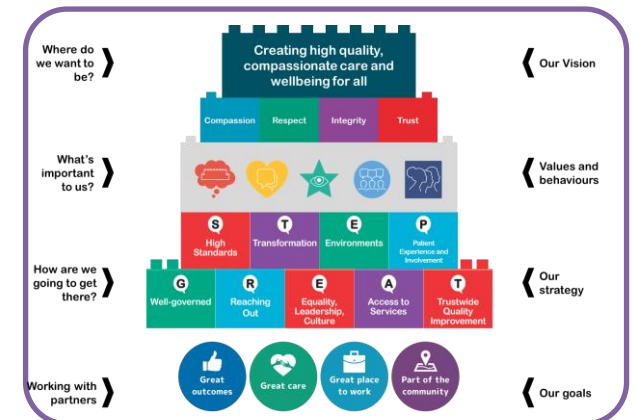 Where do
we want to
be?
Creating high quality,
compassionate care and
wellbeing for all
Our Vision
Compassion
Respect
Integrity
Trust
What's
important
to us?
Values and
behaviours
S
T
E
P
High
Standards
Transformation
Environments
Patient
Experience and
Involvement
How are we
going to get
there?
Our
strategy
G
R
E
A
T
Well-governed
Reaching
Out
Equality,
Leadership,
Culture
Access to
Services
Trustwide
Quality
Improvement
Working with
partners
Great
outcomes
Great care
Great place
to work
Part of the
community
Our goals